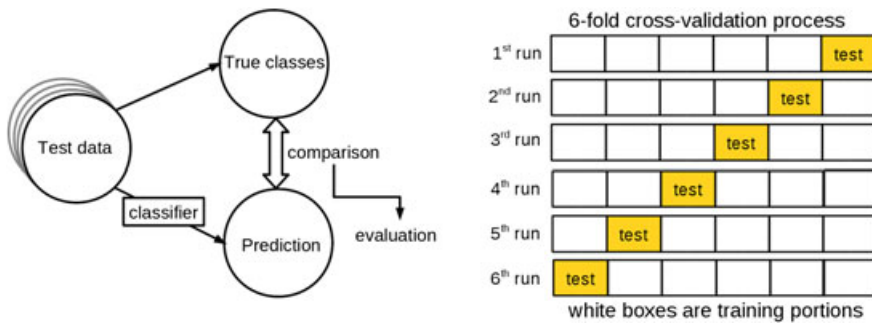 True classes
Test data
comparison
classifier
Prediction
evaluation
6-fold cross-validation process
1st run
test
2nd run
test
3rd run
test
4th run
test
5th run
test
6th run
test
white boxes are training portions